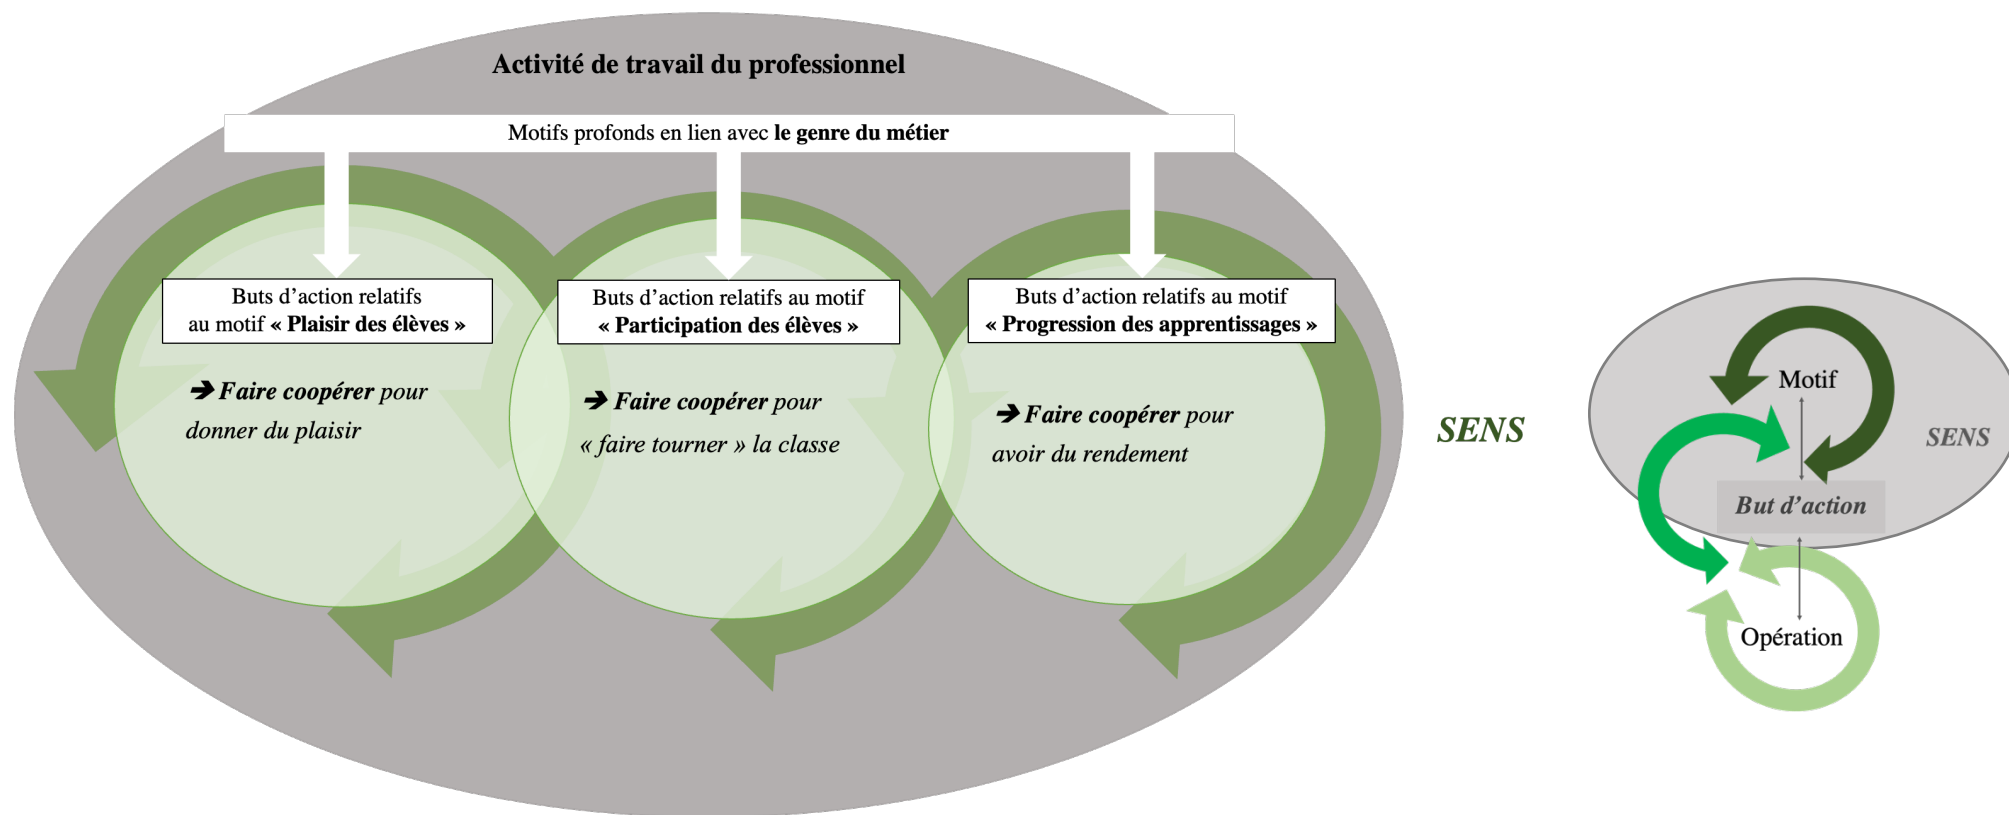 Activité de travail du professionnel
Motifs profonds en lien avec le genre du métier
Buts d’action relatifs
au motif « Plaisir des élèves »
➔ Faire coopérer pour
donner du plaisir
Buts d’action relatifs au motif
« Participation des élèves »
➔ Faire coopérer pour
« faire tourner » la classe
Buts d’action relatifs au motif
« Progression des apprentissages »
➔ Faire coopérer pour
avoir du rendement
SENS
Motif
SENS
But d’action
Opération